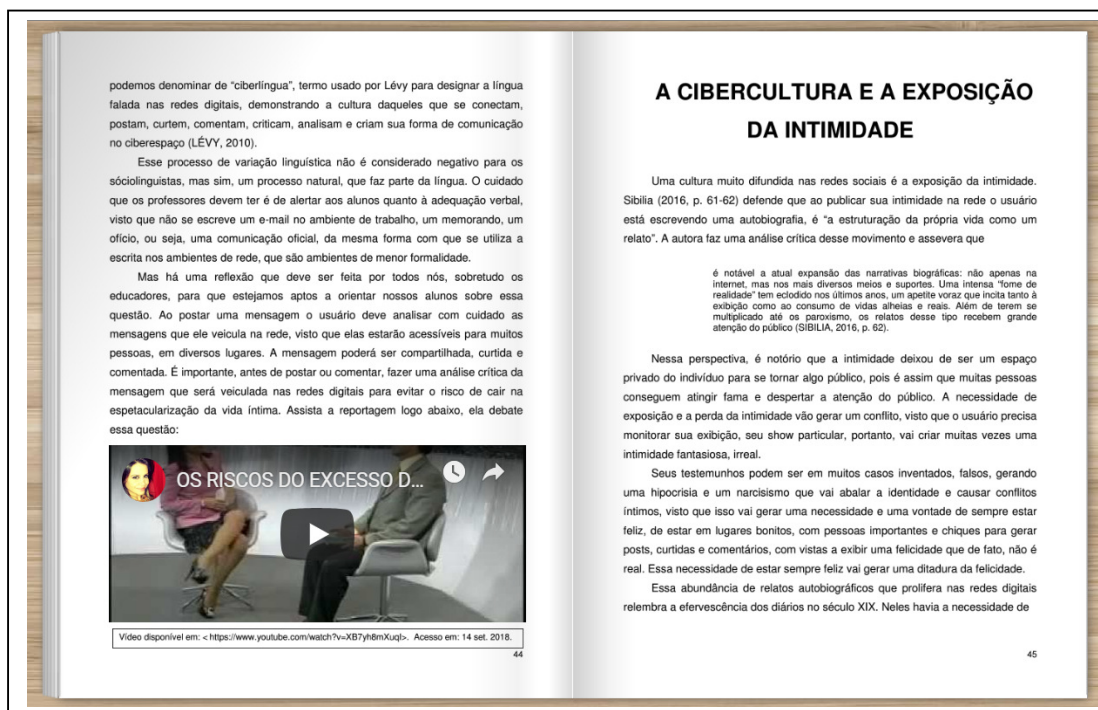 podemos denominar de “ciberlíngua”, termo usado por Lévy para designar a língua
falada nas redes digitais, demonstrando a cultura daqueles que se conectam,
postam, curtem, comentam, criticam, analisam e criam sua forma de comunicação
no ciberespaço (LÉVY, 2010).
Esse processo de variação linguística não é considerado negativo para os
sóciolinguistas, mas sim, um processo natural, que faz parte da língua. O cuidado
que os professores devem ter é de alertar aos alunos quanto à adequação verbal,
visto que não se escreve um e-mail no ambiente de trabalho, um memorando, um
ofício, ou seja, uma comunicação oficial, da mesma forma com que se utiliza a
escrita nos ambientes de rede, que são ambientes de menor formalidade.
Mas há uma reflexão que deve ser feita por todos nós, sobretudo os
educadores, para que estejamos aptos a orientar nossos alunos sobre essa
questão. Ao postar uma mensagem o usuário deve analisar com cuidado as
mensagens que ele veicula na rede, visto que elas estarão acessíveis para muitos
pessoas, em diversos lugares. A mensagem poderá ser compartilhada, curtida e
comentada. É importante, antes de postar ou comentar, fazer uma análise crítica da
mensagem que será veiculada nas redes digitais para evitar o risco de cair na
espetacularização da vida íntima. Assista a reportagem logo abaixo, ela debate
essa questão:
OS RISCOS DO EXCESSO D...
Vídeo disponível em: < https://www.youtube.com/watch?v=XB7yh8mXuqI>. Acesso em: 14 set. 2018.
44
A CIBERCULTURA E A EXPOSIÇÃO
DA INTIMIDADE
Uma cultura muito difundida nas redes sociais é a exposição da intimidade.
Sibilia (2016, p. 61-62) defende que ao publicar sua intimidade na rede o usuário
está escrevendo uma autobiografia, é “a estruturação da própria vida como um
relato”. A autora faz uma análise crítica desse movimento e assevera que
é notável a atual expansão das narrativas biográficas: não apenas na
internet, mas nos mais diversos meios e suportes. Uma intensa “fome de
realidade” tem eclodido nos últimos anos, um apetite voraz que incita tanto à
exibição como ao consumo de vidas alheias e reais. Além de terem se
multiplicado até os paroxismo, os relatos desse tipo recebem grande
atenção do público (SIBILIA, 2016, p. 62).
Nessa perspectiva, é notório que a intimidade deixou de ser um espaço
privado do indivíduo para se tornar algo público, pois é assim que muitas pessoas
conseguem atingir fama e despertar a atenção do público. A necessidade de
exposição e a perda da intimidade vão gerar um conflito, visto que o usuário precisa
monitorar sua exibição, seu show particular, portanto, vai criar muitas vezes uma
intimidade fantasiosa, irreal.
Seus testemunhos podem ser em muitos casos inventados, falsos, gerando
uma hipocrisia e um narcisismo que vai abalar a identidade e causar conflitos
íntimos, visto que isso vai gerar uma necessidade e uma vontade de sempre estar
feliz, de estar em lugares bonitos, com pessoas importantes e chiques para gerar
posts, curtidas e comentários, com vistas a exibir uma felicidade que de fato, não é
real. Essa necessidade de estar sempre feliz vai gerar uma ditadura da felicidade.
Essa abundância de relatos autobiográficos que prolifera nas redes digitais
relembra a efervescência dos diários no século XIX. Neles havia a necessidade de
45